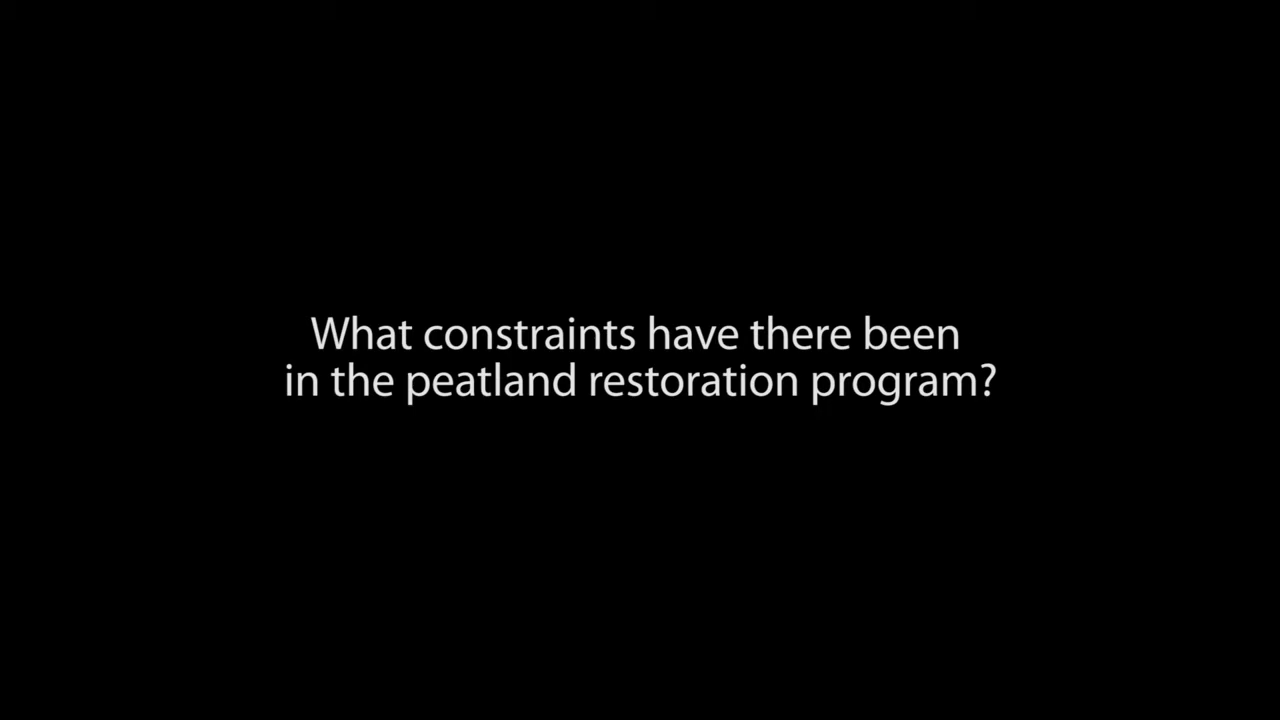 What constraints have there been
in the peatland restoration program?